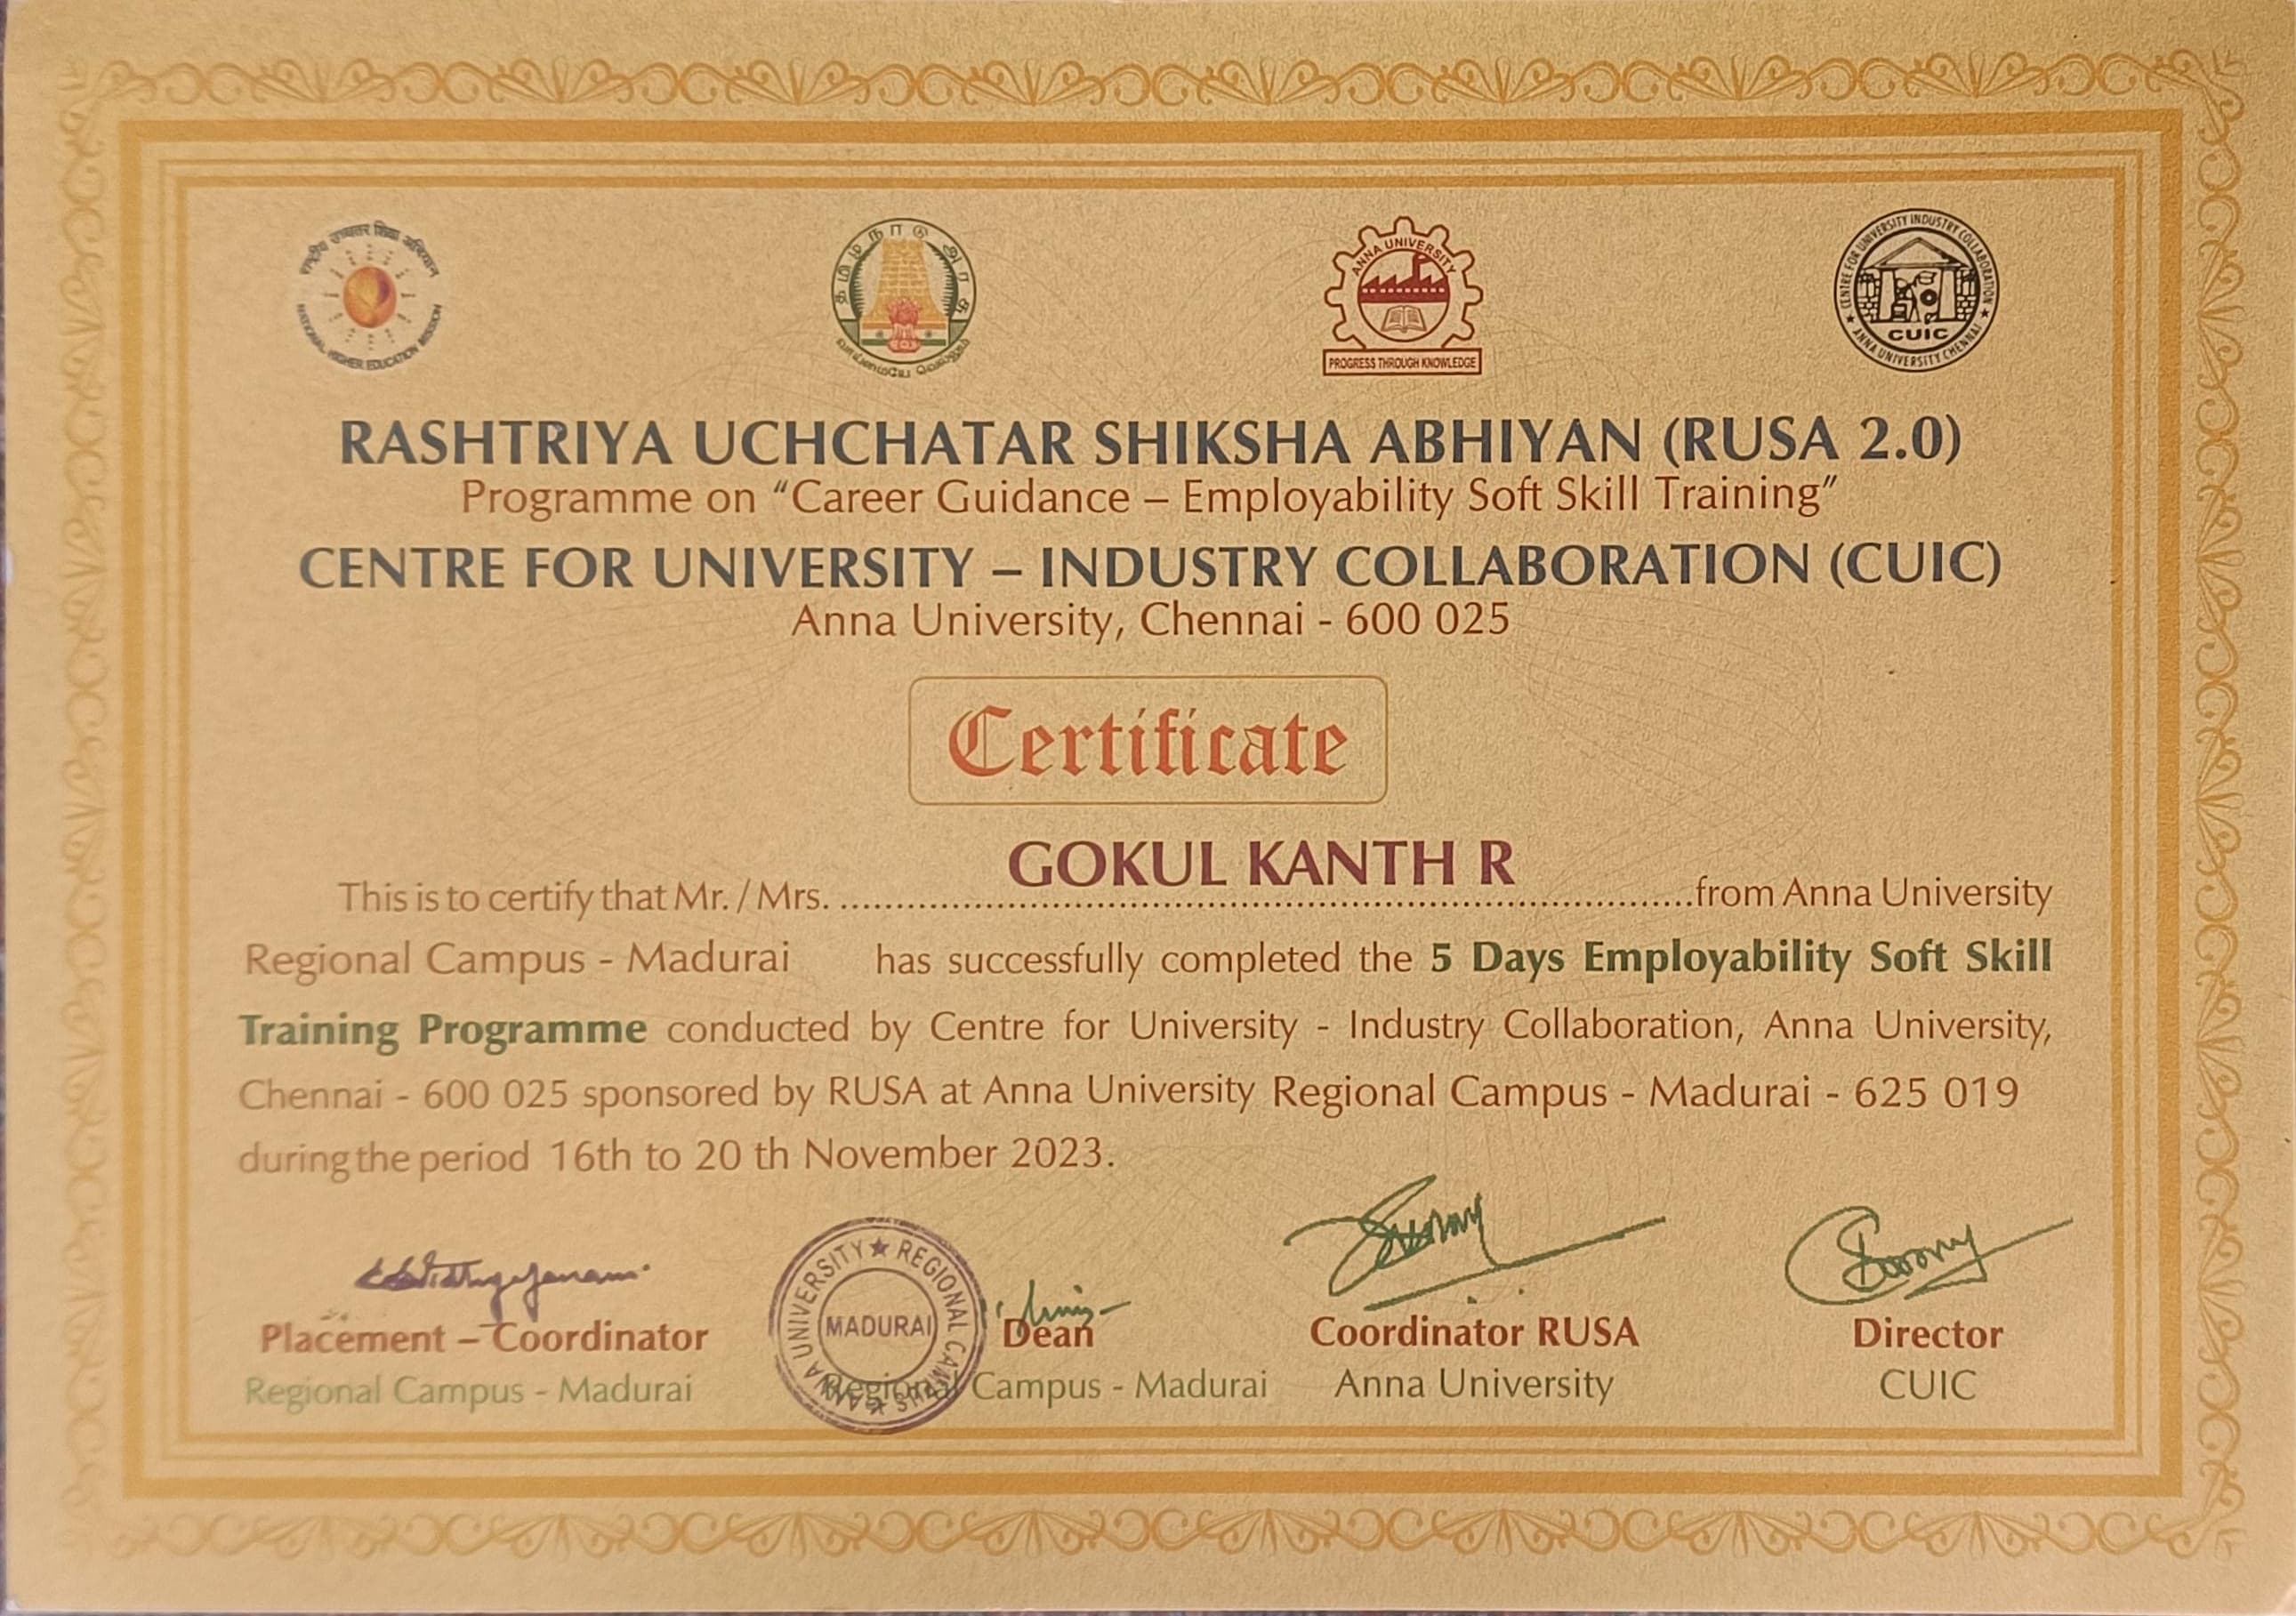 राष्ट्रीय उच्चतर शिक्षा अभियान
NATIONAL HIGHER EDUCATION MISSION
தமிழ்நாடு அரசு
வாய்மையே வெல்லும்
ANNA UNIVERSITY
PROGRESS THROUGH KNOWLEDGE
CENTRE FOR UNIVERSITY INDUSTRY COLLABORATION
CUIC
★ ANNA UNIVERSITY CHENNAI ★
RASHTRIYA UCHCHATAR SHIKSHA ABHIYAN (RUSA 2.0)
Programme on “Career Guidance – Employability Soft Skill Training”
CENTRE FOR UNIVERSITY – INDUSTRY COLLABORATION (CUIC)
Anna University, Chennai - 600 025
Certificate
GOKUL KANTH R
This is to certify that Mr. / Mrs. ........................................................................from Anna University
Regional Campus - Madurai has successfully completed the 5 Days Employability Soft Skill
Training Programme conducted by Centre for University - Industry Collaboration, Anna University,
Chennai - 600 025 sponsored by RUSA at Anna University Regional Campus - Madurai - 625 019
during the period 16th to 20 th November 2023.
ANNA UNIVERSITY ★ REGIONAL CAMPUS ★
MADURAI
Placement – Coordinator Dean Coordinator RUSA Director
Regional Campus - Madurai Regional Campus - Madurai Anna University CUIC